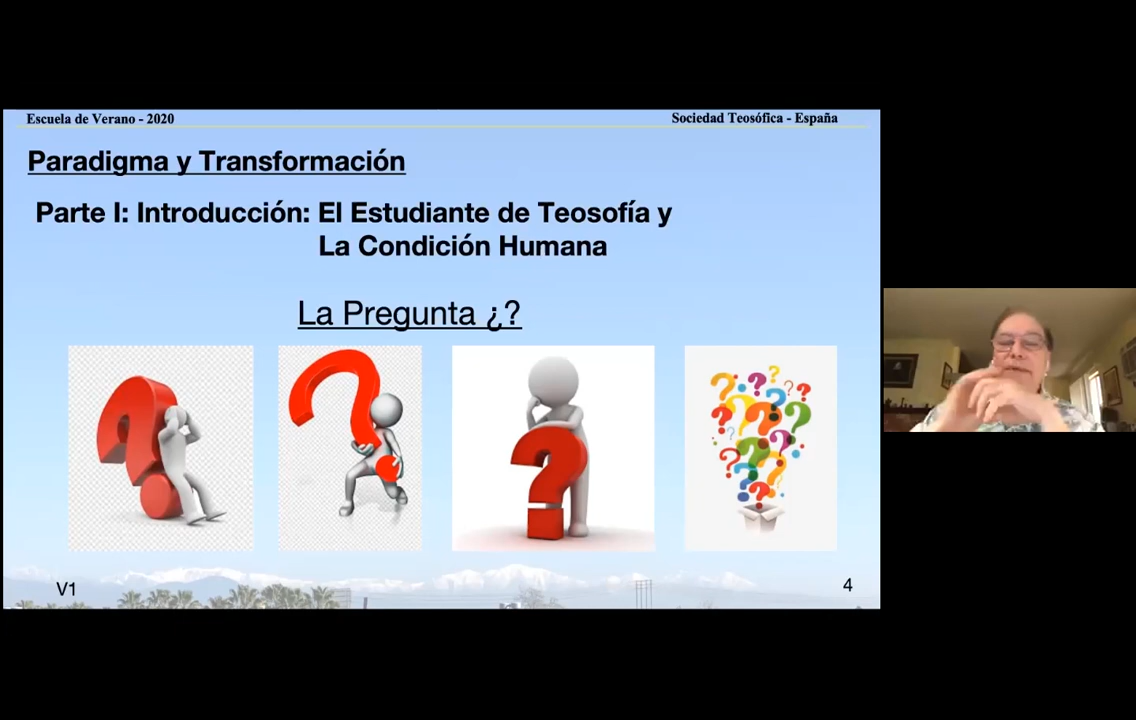 Escuela de Verano - 2020
Sociedad Teosófica - España
Paradigma y Transformación
Parte I: Introducción: El Estudiante de Teosofía y
La Condición Humana
La Pregunta ¿?
V1
4